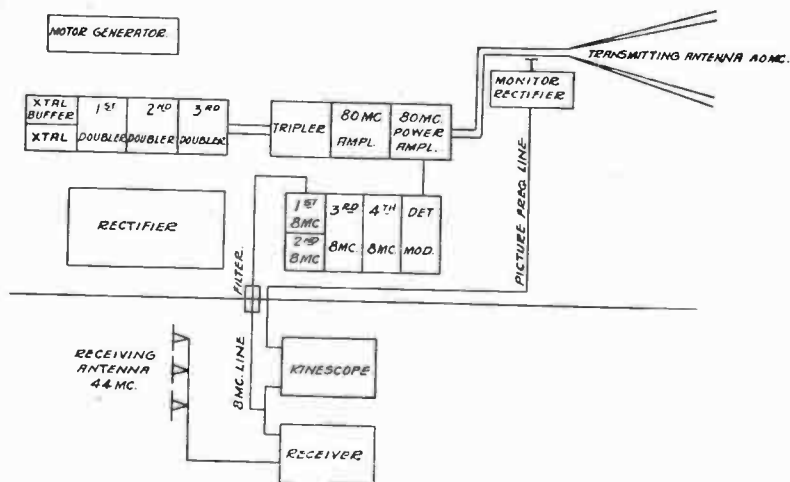 MOTOR GENERATOR
TRANSMITTING ANTENNA 80MC.
MONITOR
RECTIFIER
XTAL
BUFFER
XTAL
1ST
DOUBLER
2ND
DOUBLER
3RD
DOUBLER
TRIPLER
80 MC
AMPL.
80MC.
POWER
AMPL.
RECTIFIER
1ST
8MC
2ND
8MC
3RD
8MC.
4TH
8MC.
DET
MOD.
PICTURE FREQ. LINE
FILTER.
RECEIVING
ANTENNA
44MC.
8MC. LINE
KINESCOPE
RECEIVER